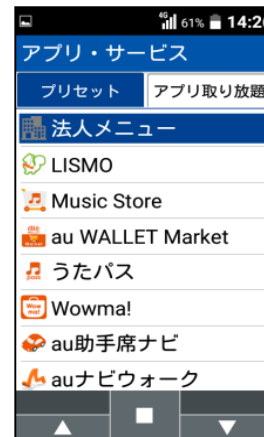 4G 61% 14:26
アプリ・サービス
プリセット アプリ取り放題
法人メニュー
LISMO
Music Store
au WALLET Market
うたパス
Wowma!
au助手席ナビ
auナビウォーク